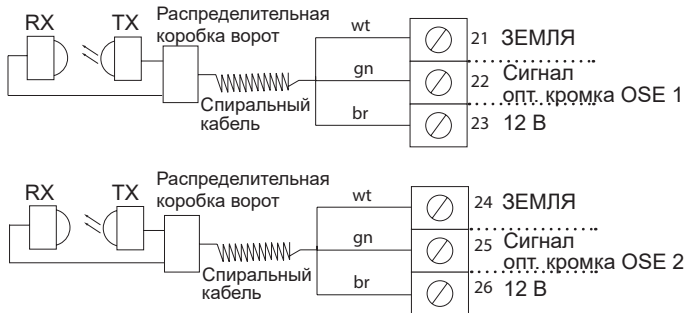 RX TX Распределительная
коробка ворот
Спиральный
кабель
wt
gn
br
21 ЗЕМЛЯ
22 Сигнал
опт. кромка OSE 1
23 12 В
RX TX Распределительная
коробка ворот
Спиральный
кабель
wt
gn
br
24 ЗЕМЛЯ
25 Сигнал
опт. кромка OSE 2
26 12 В